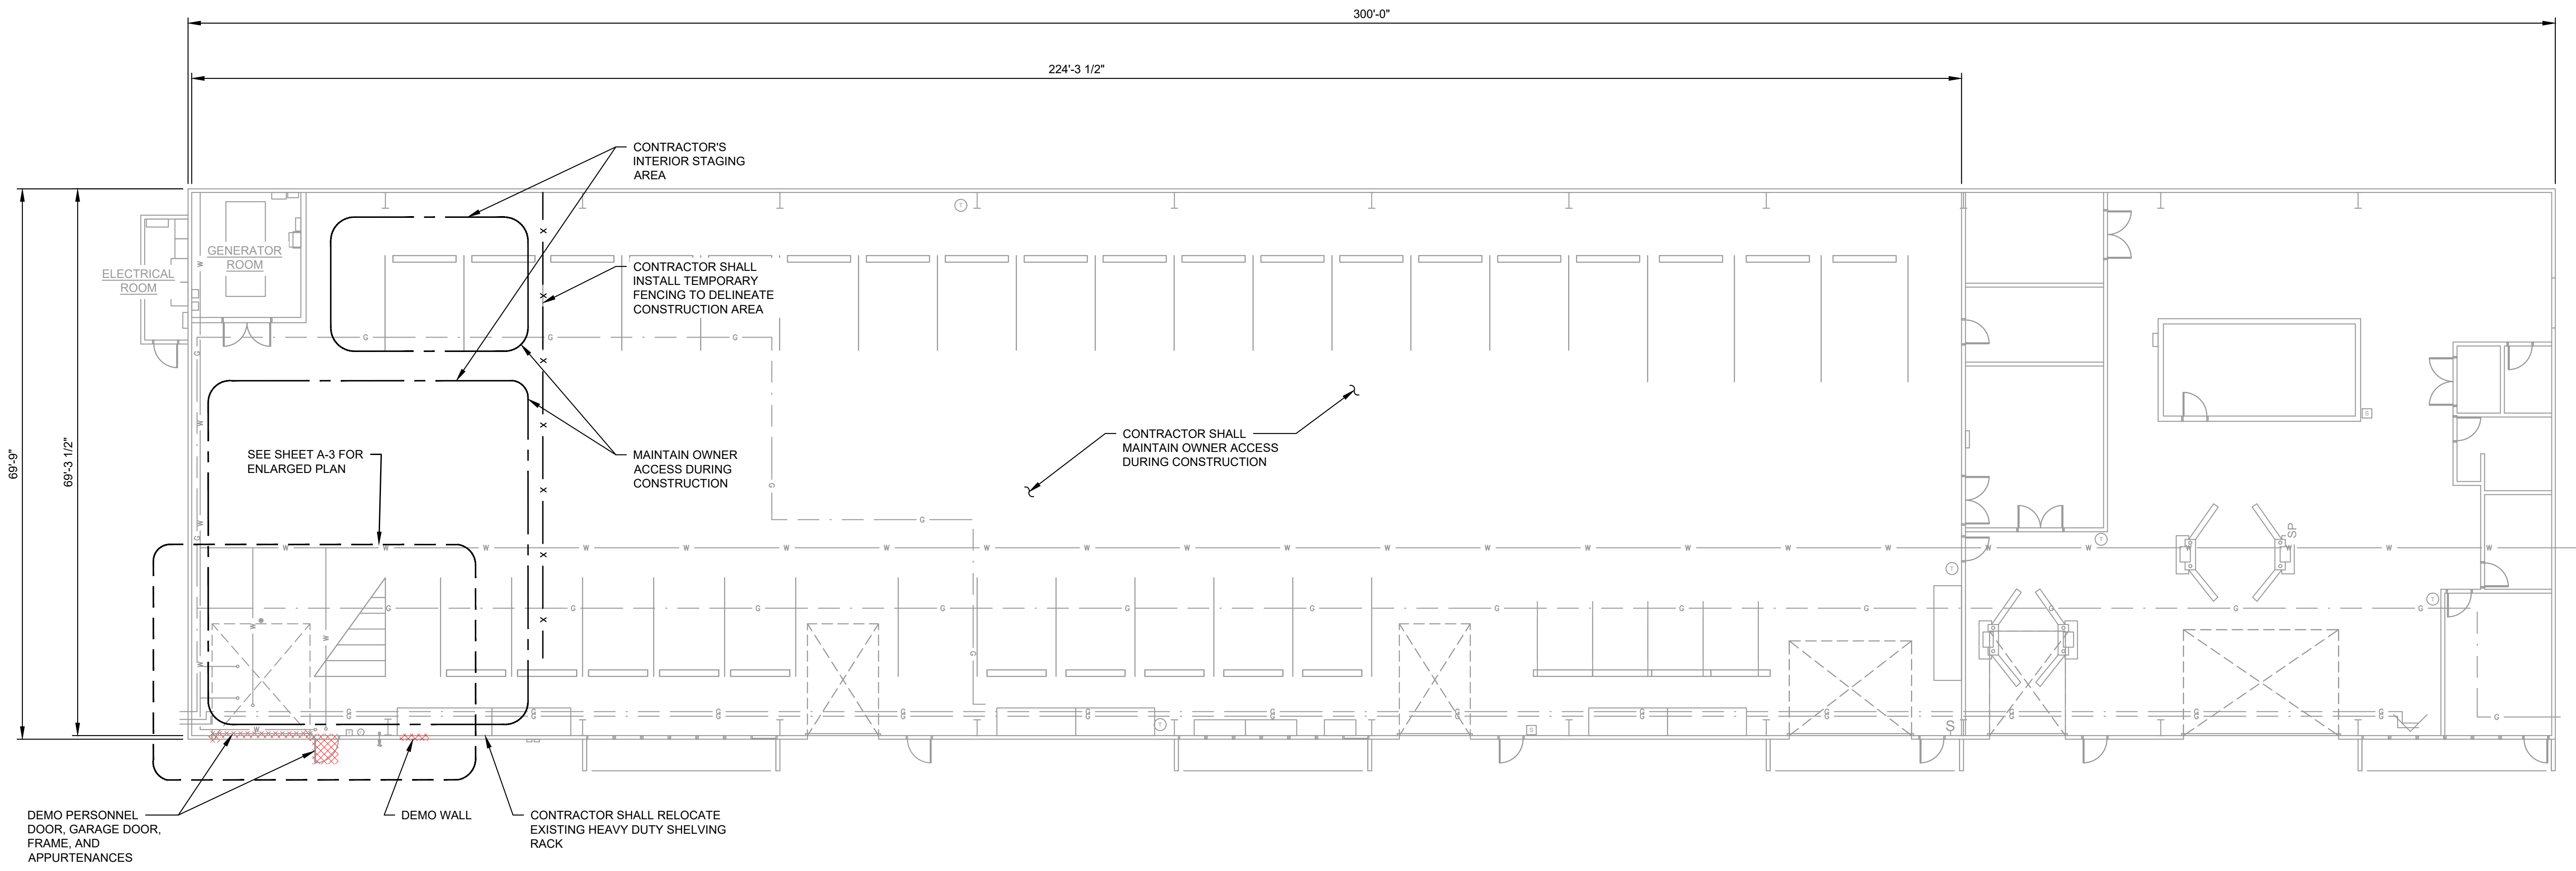 300'-0"
224'-3 1/2"
CONTRACTOR'S
INTERIOR STAGING
AREA
GENERATOR
ROOM
ELECTRICAL
ROOM
CONTRACTOR SHALL
INSTALL TEMPORARY
FENCING TO DELINEATE
CONSTRUCTION AREA
69'-9"
69'-3 1/2"
SEE SHEET A-3 FOR
ENLARGED PLAN
MAINTAIN OWNER
ACCESS DURING
CONSTRUCTION
CONTRACTOR SHALL
MAINTAIN OWNER ACCESS
DURING CONSTRUCTION
SP
S
DEMO PERSONNEL
DOOR, GARAGE DOOR,
FRAME, AND
APPURTENANCES
DEMO WALL
CONTRACTOR SHALL RELOCATE
EXISTING HEAVY DUTY SHELVING
RACK